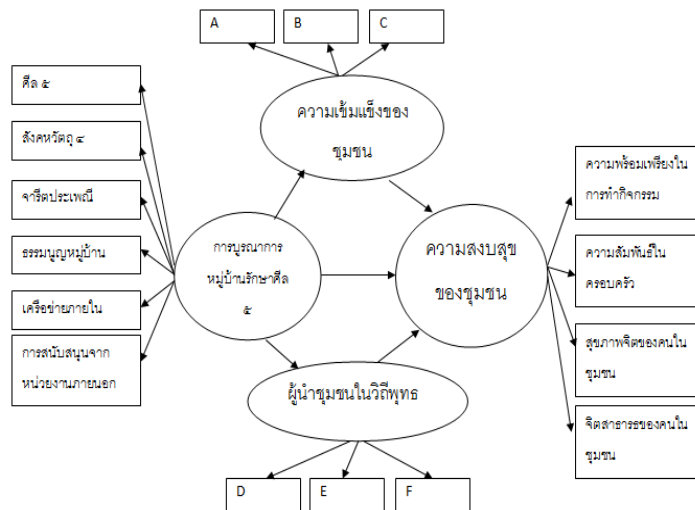 A
B
C
ศีล ๕
สังคหวัตถุ ๔
จารีตประเพณี
ธรรมนูญหมู่บ้าน
เครือข่ายภายใน
การสนับสนุนจาก
หน่วยงานภายนอก
ความเข้มแข็งของ
ชุมชน
การบูรณาการ
หมู่บ้านรักษาศีล
๕
ความสงบสุข
ของชุมชน
ผู้นำชุมชนในวิถีพุทธ
ความพร้อมเพรียงใน
การทำกิจกรรม
ความสัมพันธ์ใน
ครอบครัว
สุขภาพจิตของคนใน
ชุมชน
จิตสาธารธของคนใน
ชุมชน
D
E
F